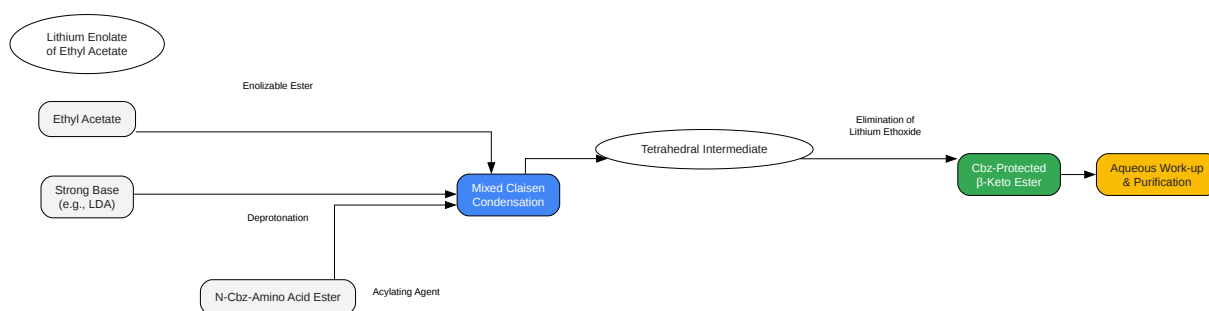 Lithium Enolate
of Ethyl Acetate
Enolizable Ester
Ethyl Acetate
Elimination of
Lithium Ethoxide
Tetrahedral Intermediate
Cbz-Protected
β-Keto Ester
Aqueous Work-up
& Purification
Strong Base
(e.g., LDA)
Mixed Claisen
Condensation
Deprotonation
N-Cbz-Amino Acid Ester
Acylating Agent